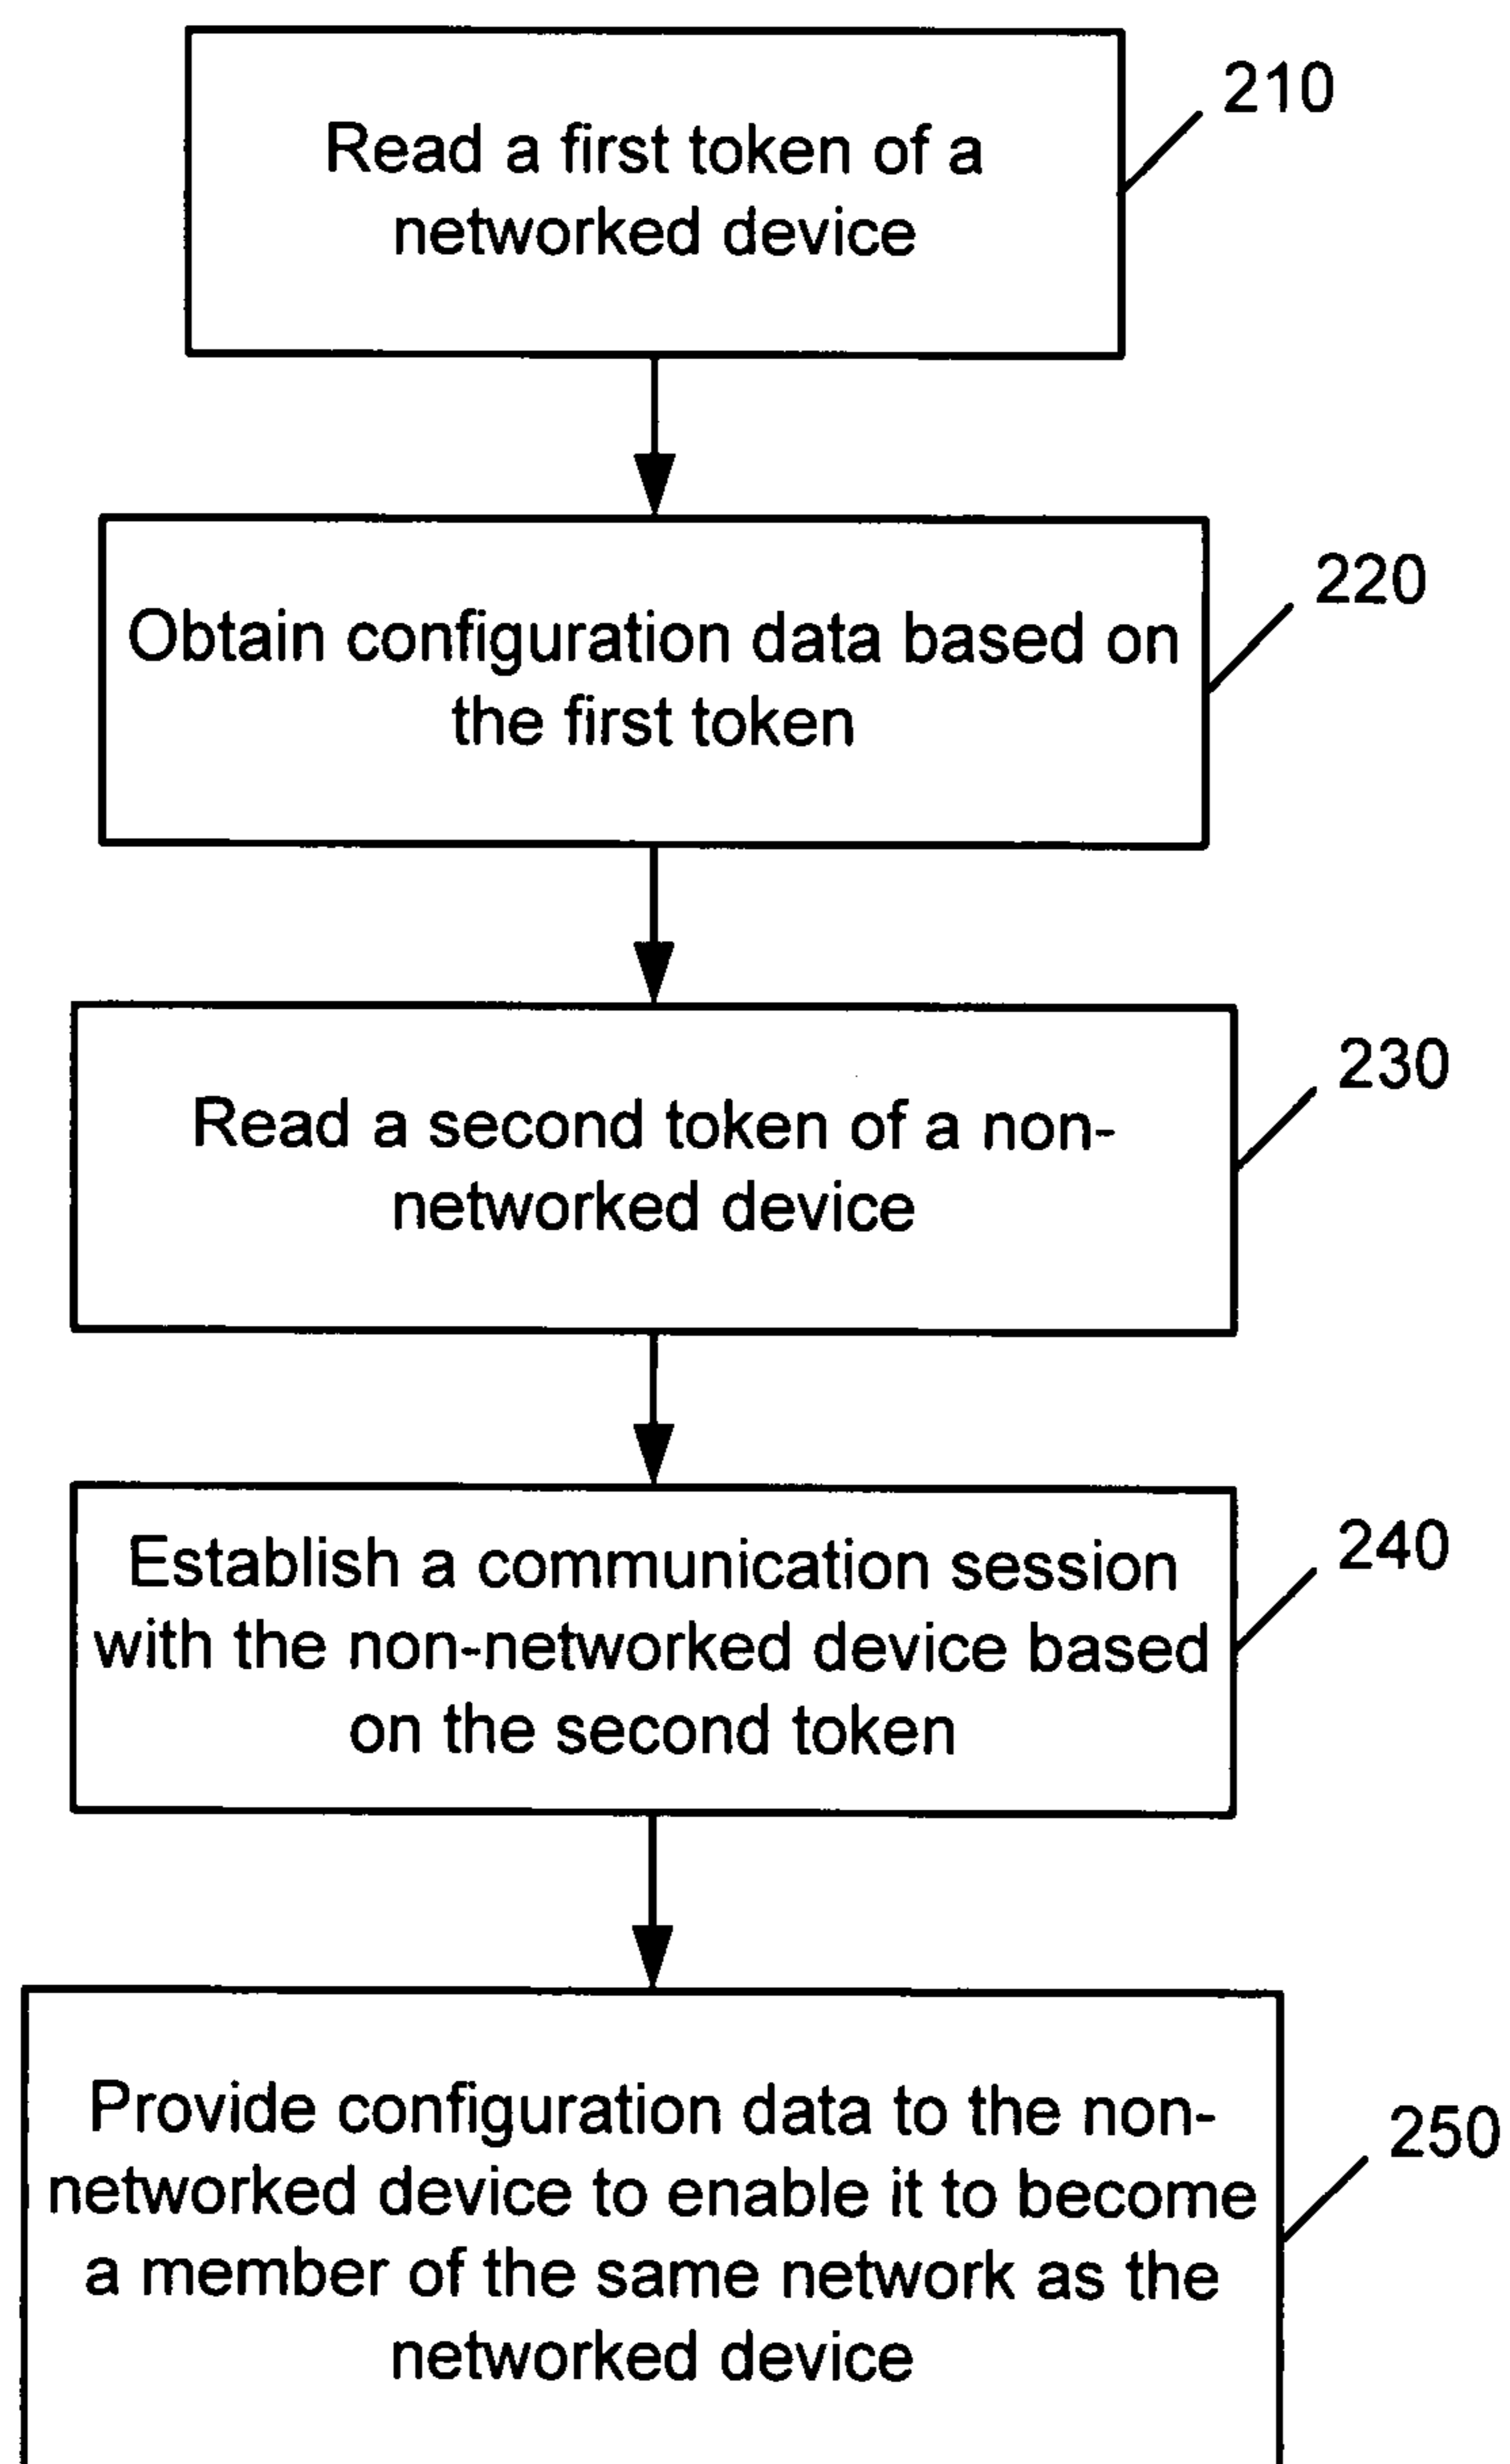 210
Read a first token of a
networked device
220
Obtain configuration data based on
the first token
230
Read a second token of a non-
networked device
240
Establish a communication session
with the non-networked device based
on the second token
250
Provide configuration data to the non-
networked device to enable it to become
a member of the same network as the
networked device